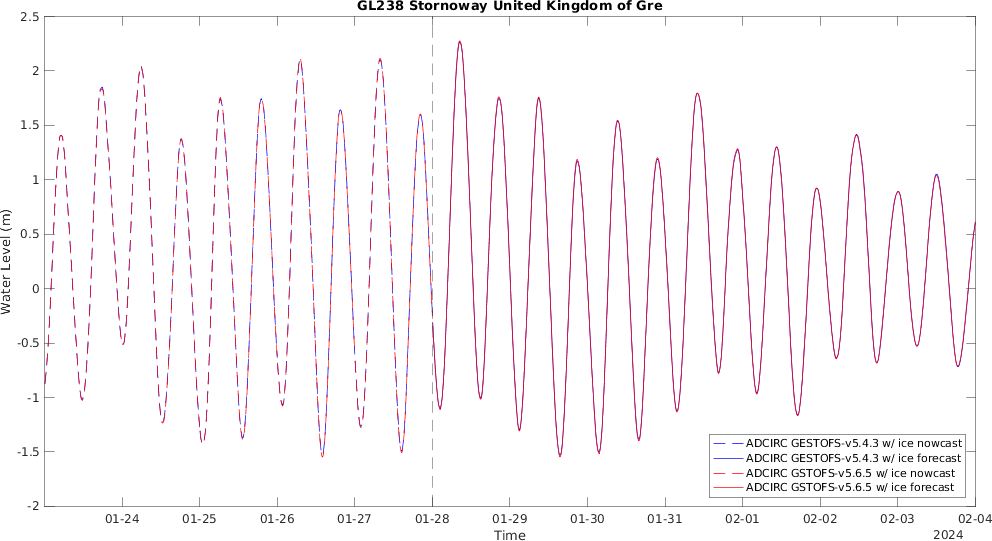 GL238 Stornoway United Kingdom of Gre
2.5
2
1.5
1
0.5
0
-0.5
-1
-1.5
-2
Water Level (m)
ADCIRC GESTOFS-v5.4.3 w/ ice nowcast
ADCIRC GESTOFS-v5.4.3 w/ ice forecast
ADCIRC GSTOFS-v5.6.5 w/ ice nowcast
ADCIRC GSTOFS-v5.6.5 w/ ice forecast
01-24 01-25 01-26 01-27 01-28 01-29 01-30 01-31 02-01 02-02 02-03 02-04
Time
2024